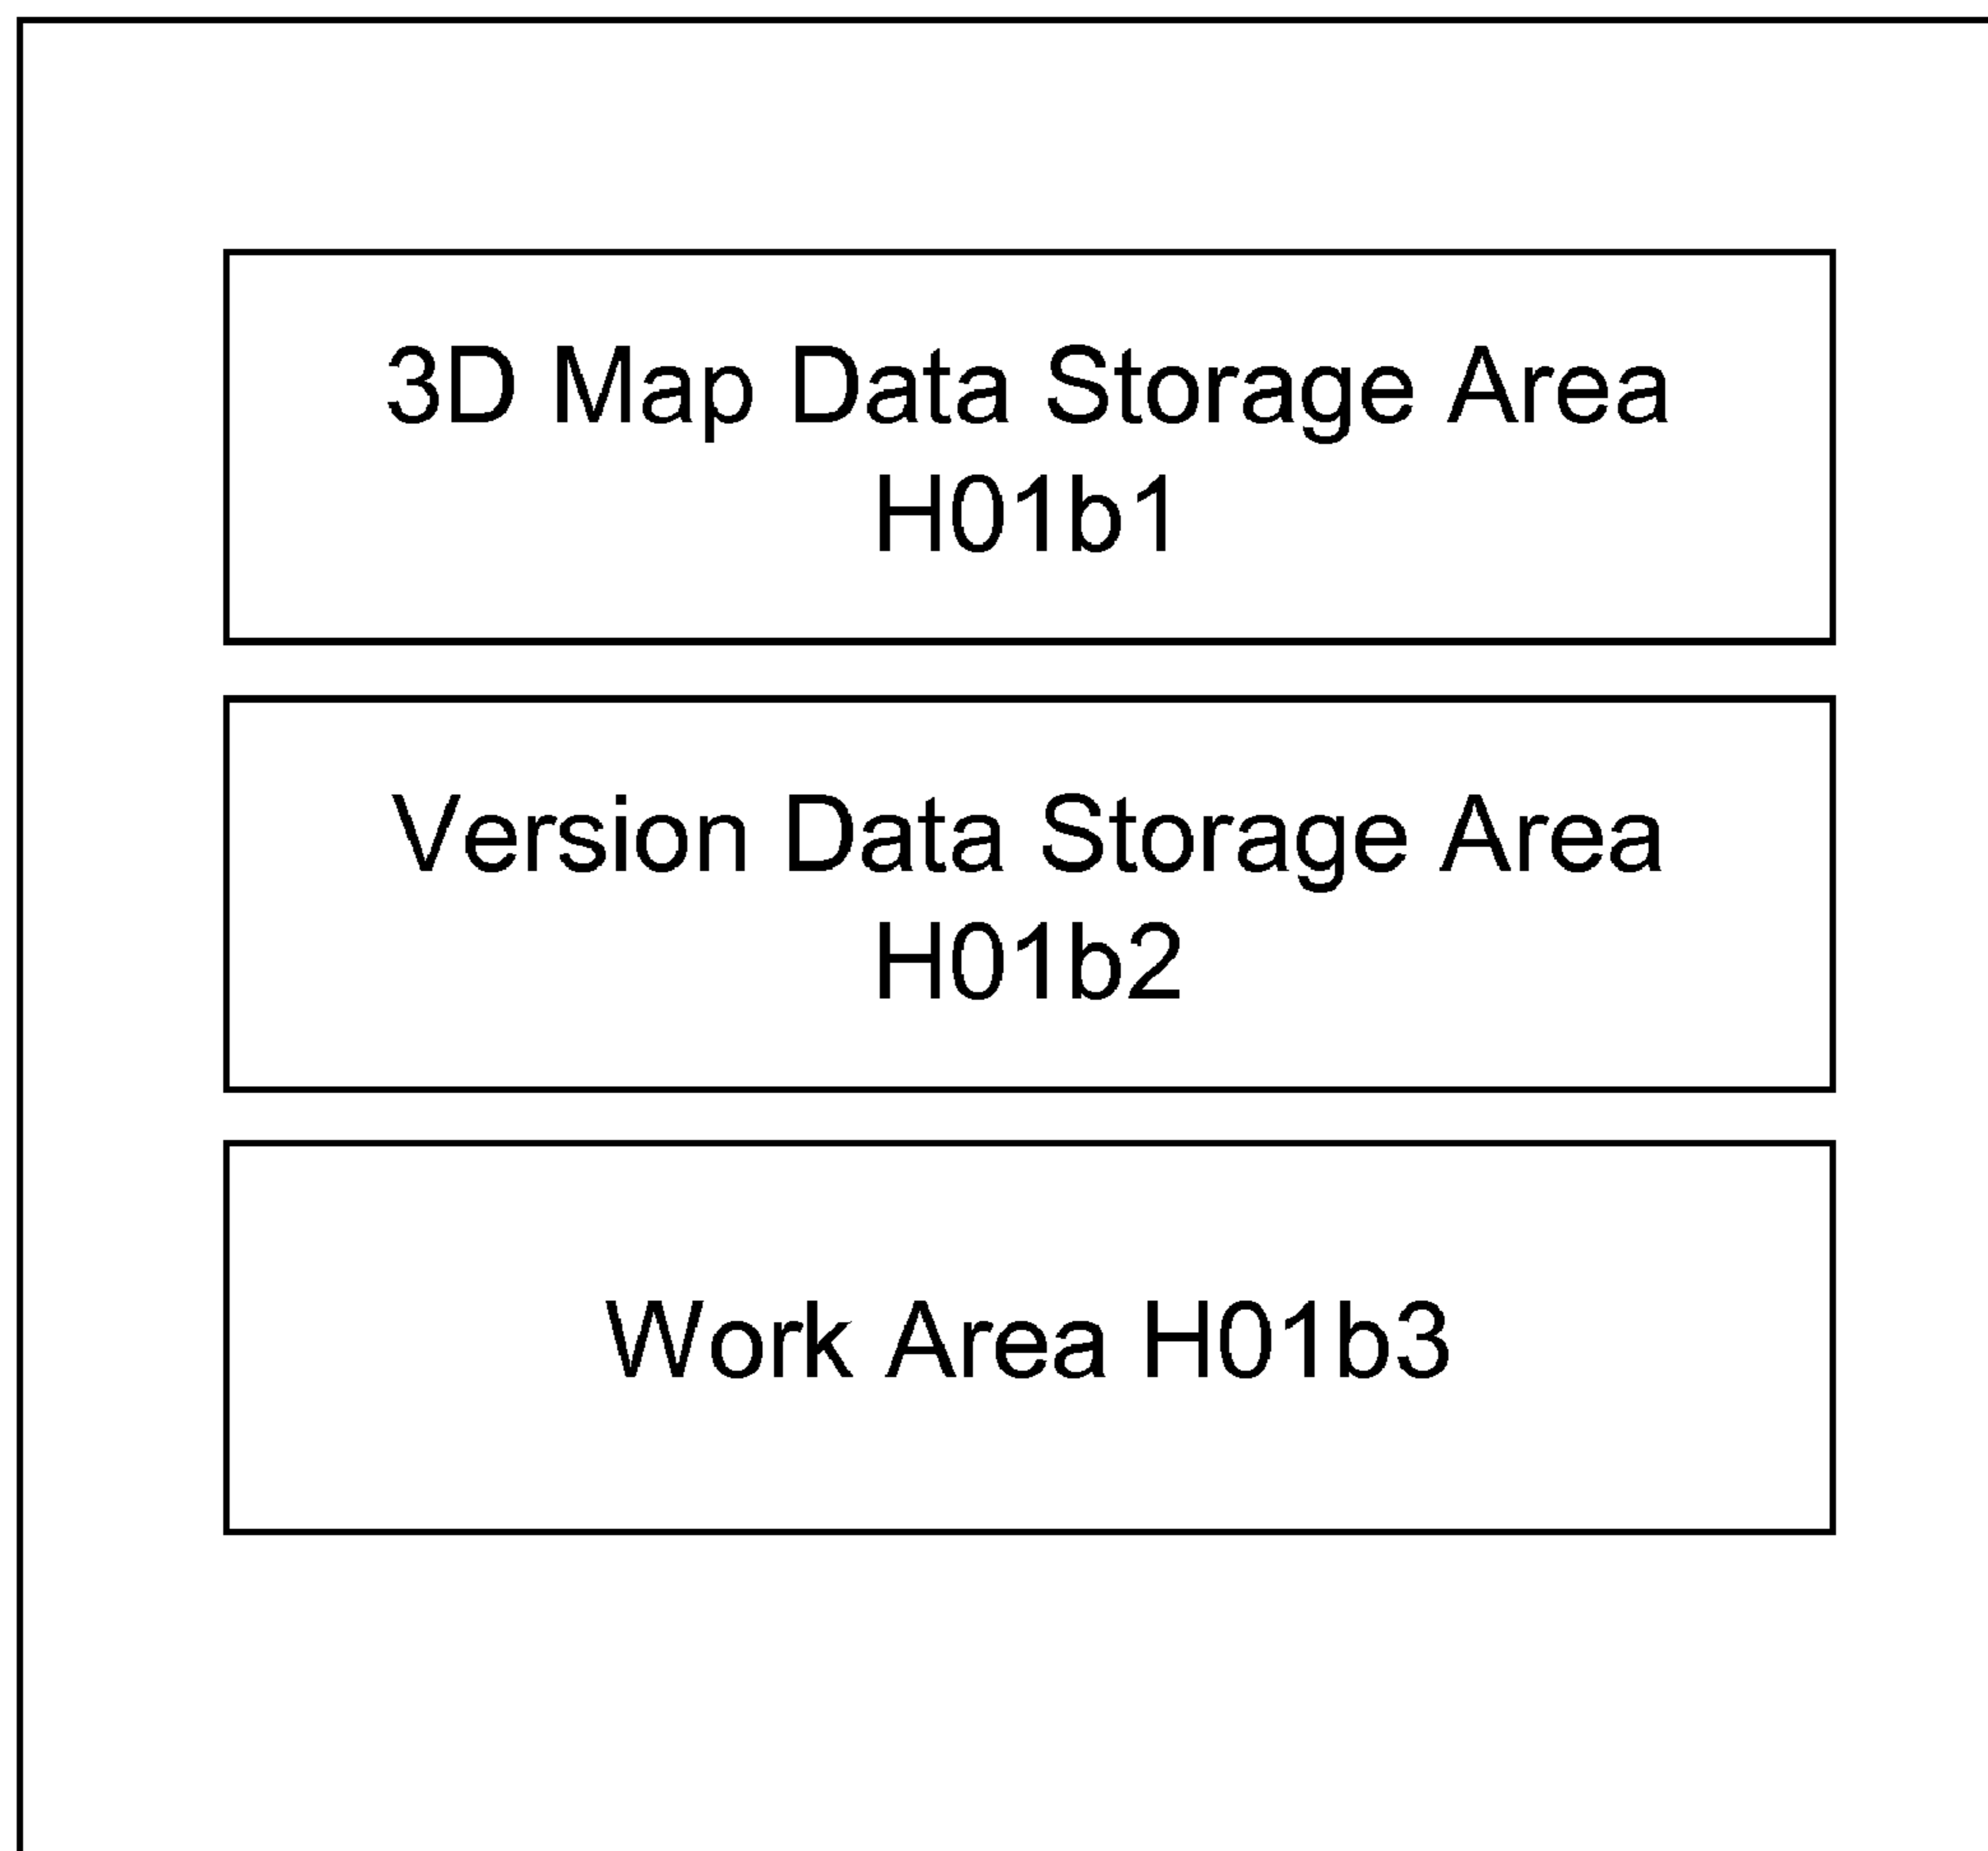 3D Map Data Storage Area
H01b1
Version Data Storage Area
H01b2
Work Area H01b3